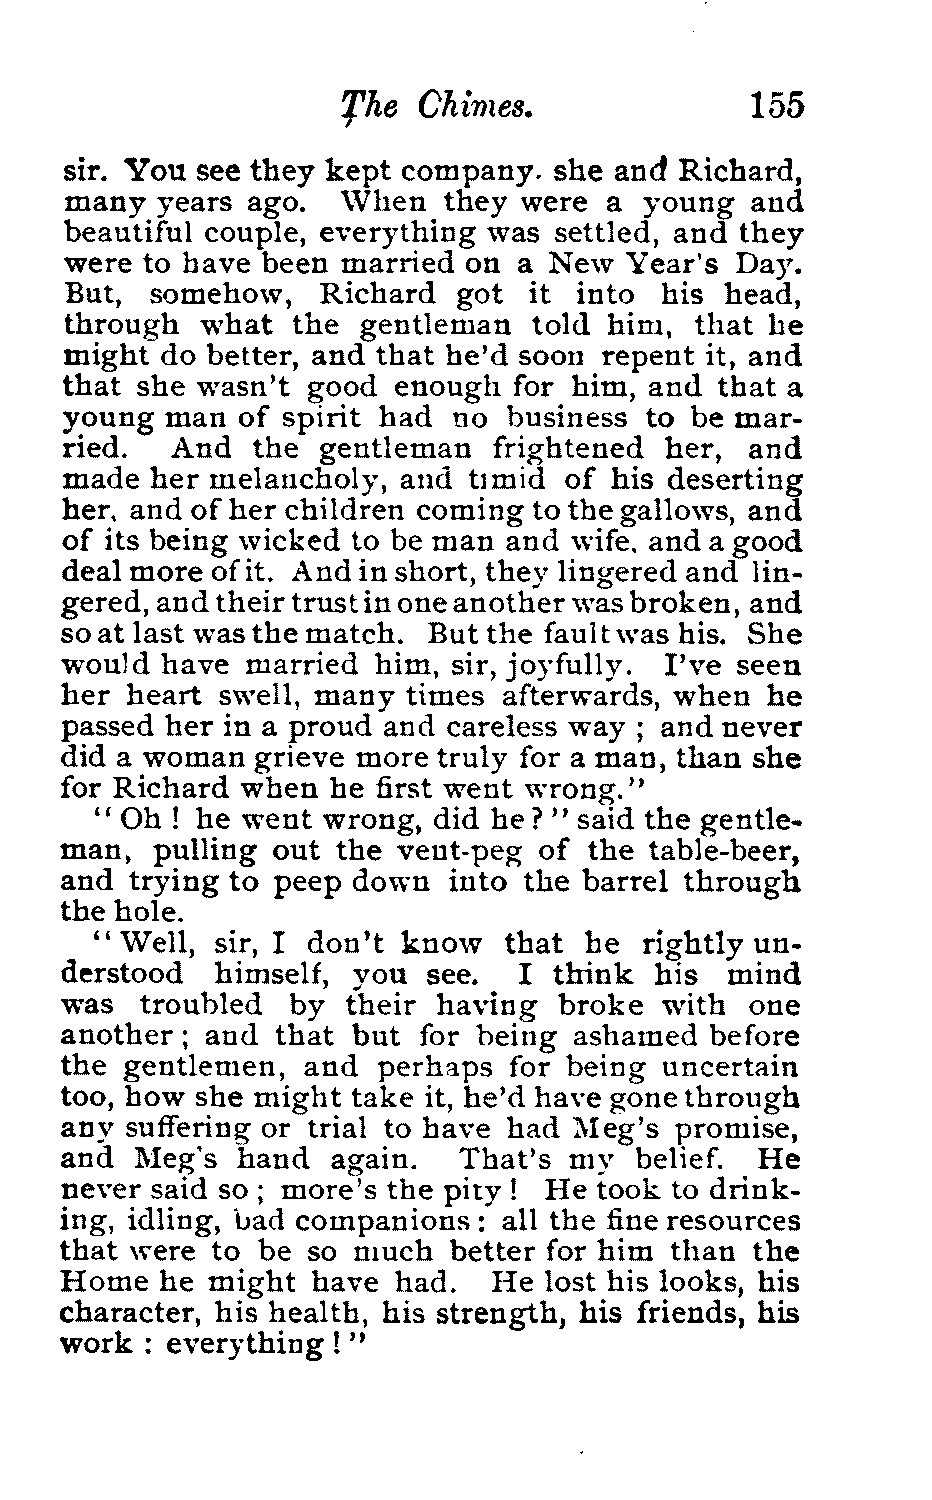 The Chimes. 155
sir. You see they kept company. she and Richard,
many years ago. When they were a young and
beautiful couple, everything was settled, and they
were to have been married on a New Year's Day.
But, somehow, Richard got it into his head,
through what the gentleman told him, that he
might do better, and that he'd soon repent it, and
that she wasn't good enough for him, and that a
young man of spirit had no business to be mar-
ried. And the gentleman frightened her, and
made her melancholy, and timid of his deserting
her, and of her children coming to the gallows, and
of its being wicked to be man and wife, and a good
deal more of it. And in short, they lingered and lin-
gered, and their trust in one another was broken, and
so at last was the match. But the fault was his. She
would have married him, sir, joyfully. I've seen
her heart swell, many times afterwards, when he
passed her in a proud and careless way ; and never
did a woman grieve more truly for a man, than she
for Richard when he first went wrong."
"Oh ! he went wrong, did he ? " said the gentle-
man, pulling out the vent-peg of the table-beer,
and trying to peep down into the barrel through
the hole.
"Well, sir, I don't know that he rightly un-
derstood himself, you see. I think his mind
was troubled by their having broke with one
another ; and that but for being ashamed before
the gentlemen, and perhaps for being uncertain
too, how she might take it, he'd have gone through
any suffering or trial to have had Meg's promise,
and Meg's hand again. That's my belief. He
never said so ; more's the pity ! He took to drink-
ing, idling, bad companions : all the fine resources
that were to be so much better for him than the
Home he might have had. He lost his looks, his
character, his health, his strength, his friends, his
work : everything ! "